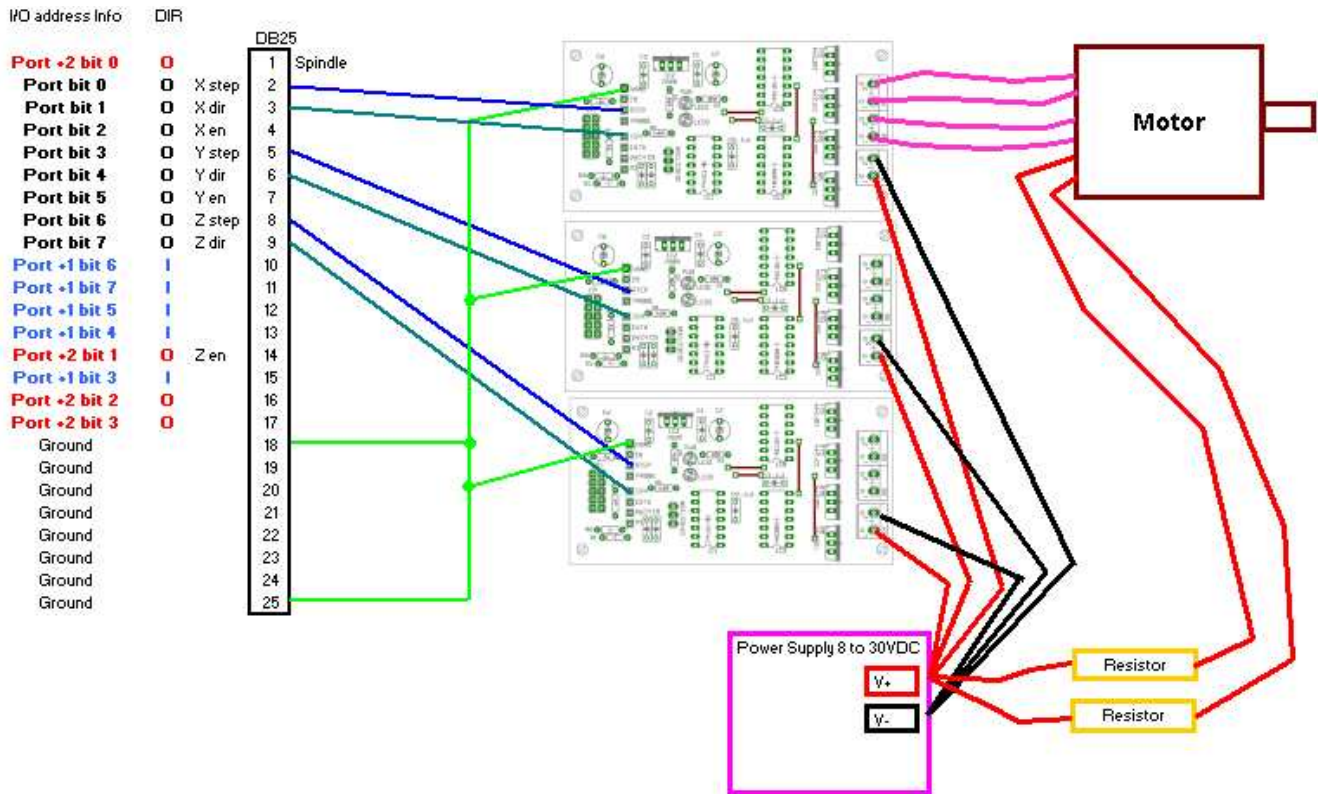 I/O address Info DIR
DB25
Port +2 bit 0 O 1 Spindle
Port bit 0 O X step 2
Port bit 1 O X dir 3
Port bit 2 O X en 4
Port bit 3 O Y step 5
Port bit 4 O Y dir 6
Port bit 5 O Y en 7
Port bit 6 O Z step 8
Port bit 7 O Z dir 9
Port +1 bit 6 I 10
Port +1 bit 7 I 11
Port +1 bit 5 I 12
Port +1 bit 4 I 13
Port +2 bit 1 O Z en 14
Port +1 bit 3 I 15
Port +2 bit 2 O 16
Port +2 bit 3 O 17
Ground 18
Ground 19
Ground 20
Ground 21
Ground 22
Ground 23
Ground 24
Ground 25
Motor
Power Supply 8 to 30VDC
V+
V-
Resistor
Resistor